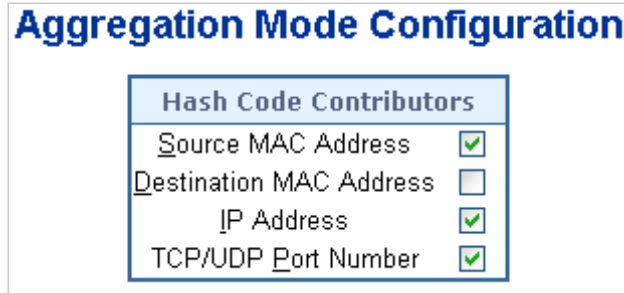 Aggregation Mode Configuration
Hash Code Contributors
Source MAC Address
Destination MAC Address
IP Address
TCP/UDP Port Number